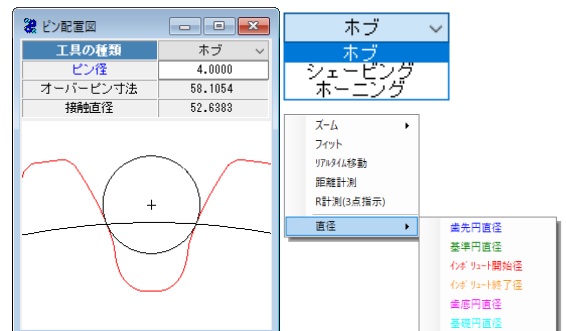 ピン配置図
工具の種類 ホブ
ピン径 4.0000
オーバーピン寸法 58.1054
接触直径 52.6383
ホブ
ホブ
シェービング
ホーニング
ズーム
フィット
リアルタイム移動
距離計測
R計測(3点指示)
直径
歯先円直径
基準円直径
インボリュート開始径
インボリュート終了径
歯底円直径
基礎円直径